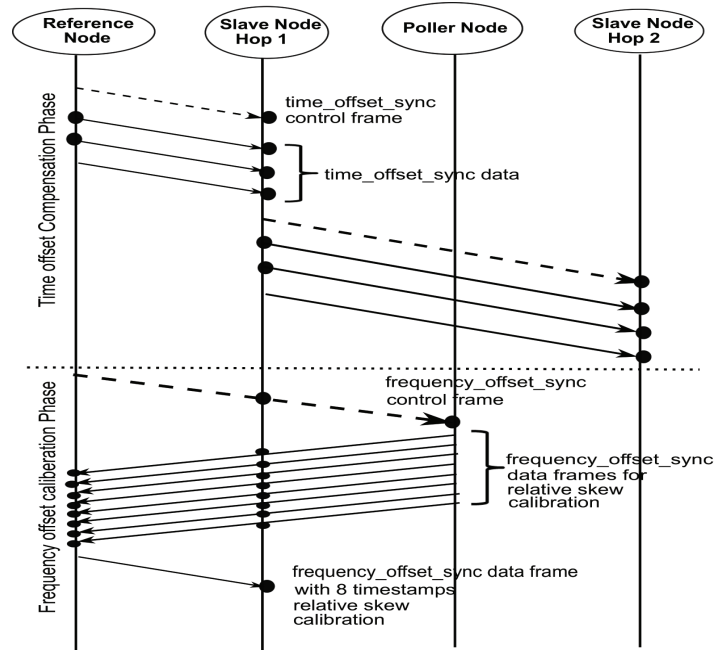 Reference
Node
Slave Node
Hop 1
Poller Node
Slave Node
Hop 2
Time offset Compensation Phase
time_offset_sync
control frame
time_offset_sync data
Frequency offset caliberation Phase
frequency_offset_sync
control frame
frequency_offset_sync
data frames for
relative skew
calibration
frequency_offset_sync data frame
with 8 timestamps
relative skew
calibration